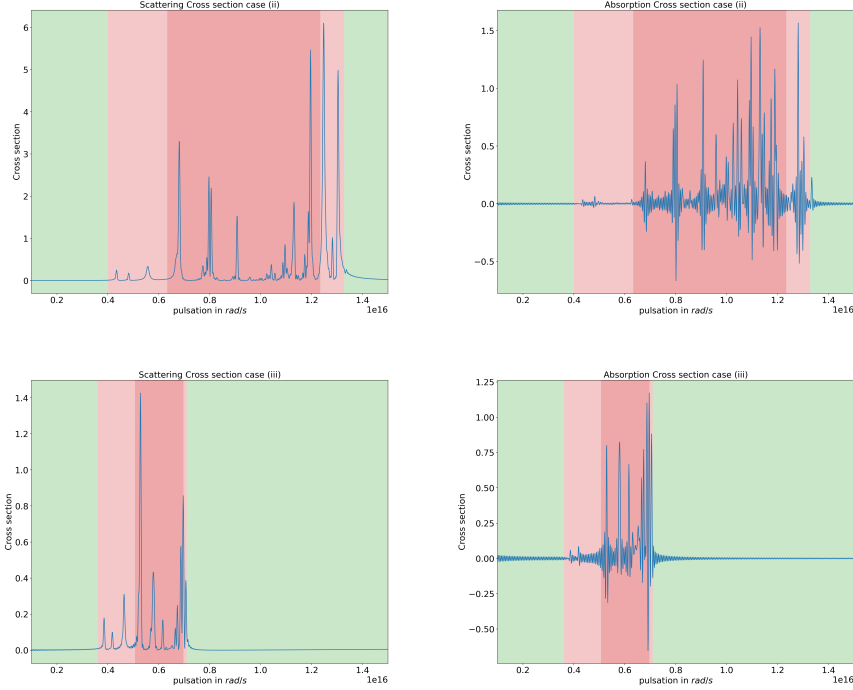 Scattering Cross section case (ii)
Cross section
6
5
4
3
2
1
0
0.2 0.4 0.6 0.8 1.0 1.2 1.4
1e16
pulsation in rad/s
Absorption Cross section case (ii)
Cross section
1.5
1.0
0.5
0.0
−0.5
0.2 0.4 0.6 0.8 1.0 1.2 1.4
1e16
pulsation in rad/s
Scattering Cross section case (iii)
Cross section
1.4
1.2
1.0
0.8
0.6
0.4
0.2
0.0
0.2 0.4 0.6 0.8 1.0 1.2 1.4
1e16
pulsation in rad/s
Absorption Cross section case (iii)
Cross section
1.25
1.00
0.75
0.50
0.25
0.00
−0.25
−0.50
0.2 0.4 0.6 0.8 1.0 1.2 1.4
1e16
pulsation in rad/s